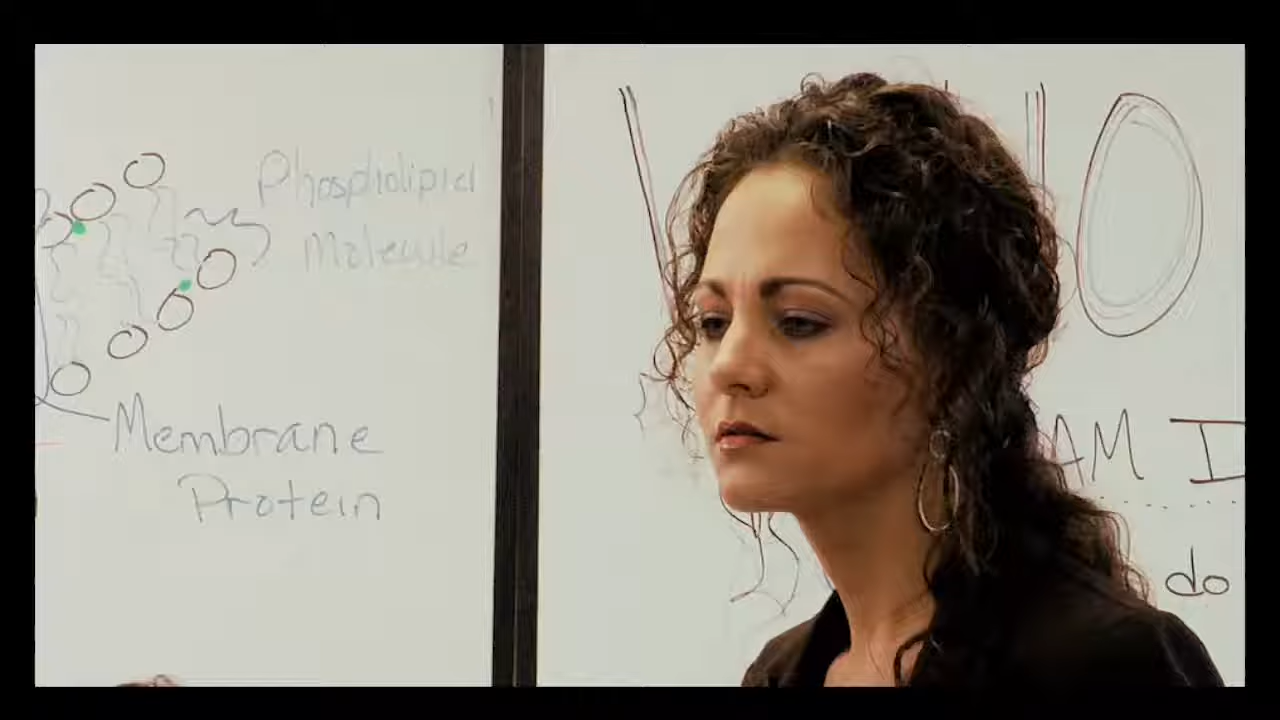 Phospholipid
Molecule
Membrane
Protein
AM I
do